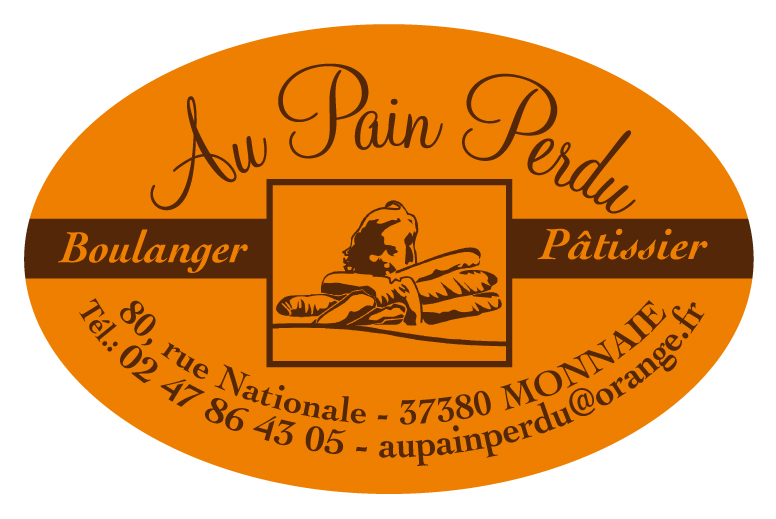 Au Pain Perdu
Boulanger
Pâtissier
80, rue Nationale - 37380 MONNAIE
Tél.: 02 47 86 43 05 - aupainperdu@orange.fr